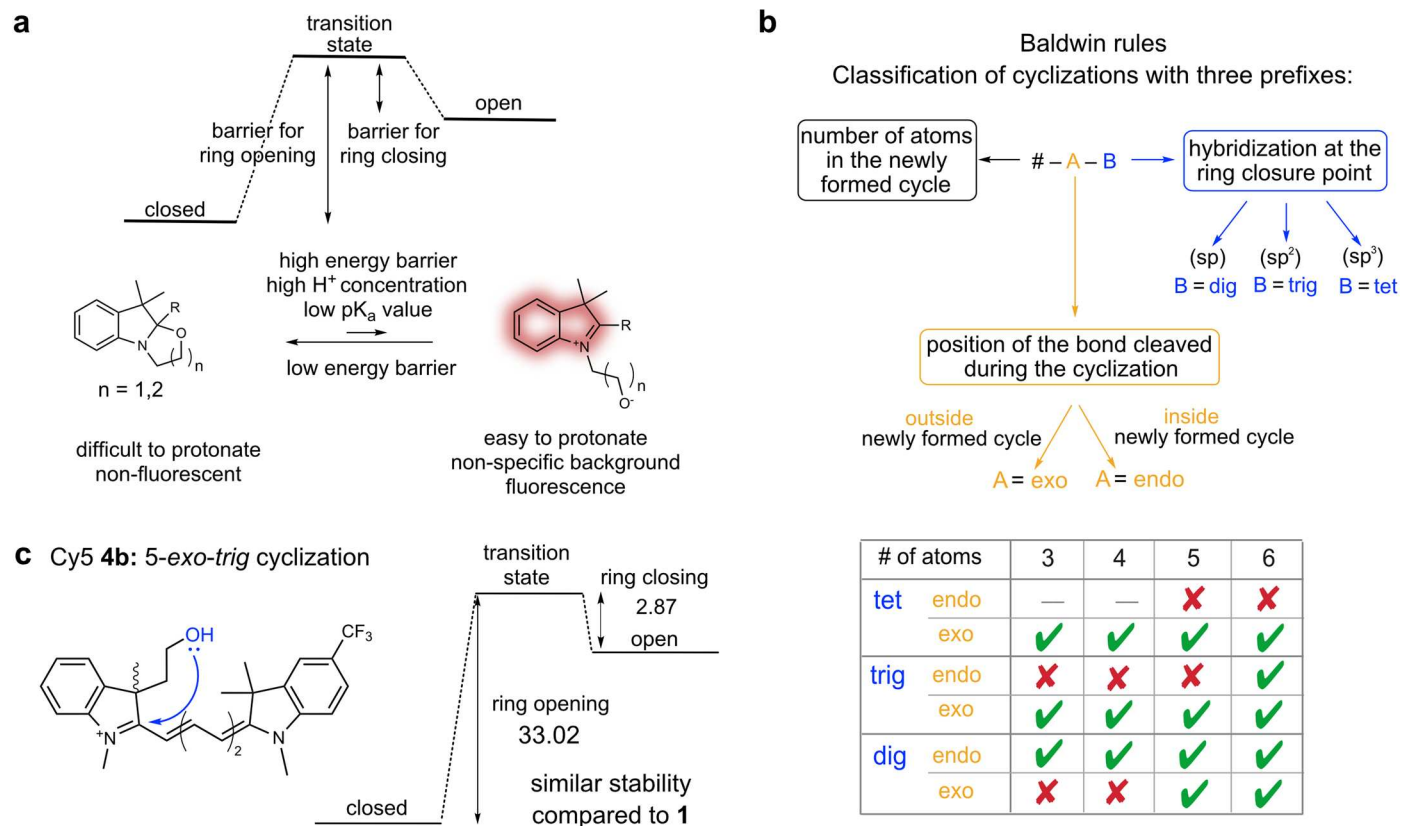 a
transition
state
open
barrier for
ring opening
barrier for
ring closing
closed
high energy barrier
high H⁺ concentration
low pKₐ value
low energy barrier
R
O
N
n
n = 1,2
difficult to protonate
non-fluorescent
R
⁺N
n
O⁻
easy to protonate
non-specific background
fluorescence
b
Baldwin rules
Classification of cyclizations with three prefixes:
number of atoms
in the newly
formed cycle
# – A – B
hybridization at the
ring closure point
(sp) (sp²) (sp³)
B = dig B = trig B = tet
position of the bond cleaved
during the cyclization
outside
newly formed cycle
inside
newly formed cycle
A = exo A = endo
# of atoms 3 4 5 6
tet endo — — ✘ ✘
exo ✔ ✔ ✔ ✔
trig endo ✘ ✘ ✘ ✔
exo ✔ ✔ ✔ ✔
dig endo ✔ ✔ ✔ ✔
exo ✘ ✘ ✔ ✔
c Cy5 4b: 5-exo-trig cyclization
OH
CF₃
⁺N
2
N
transition
state
ring closing
2.87
open
ring opening
33.02
similar stability
compared to 1
closed